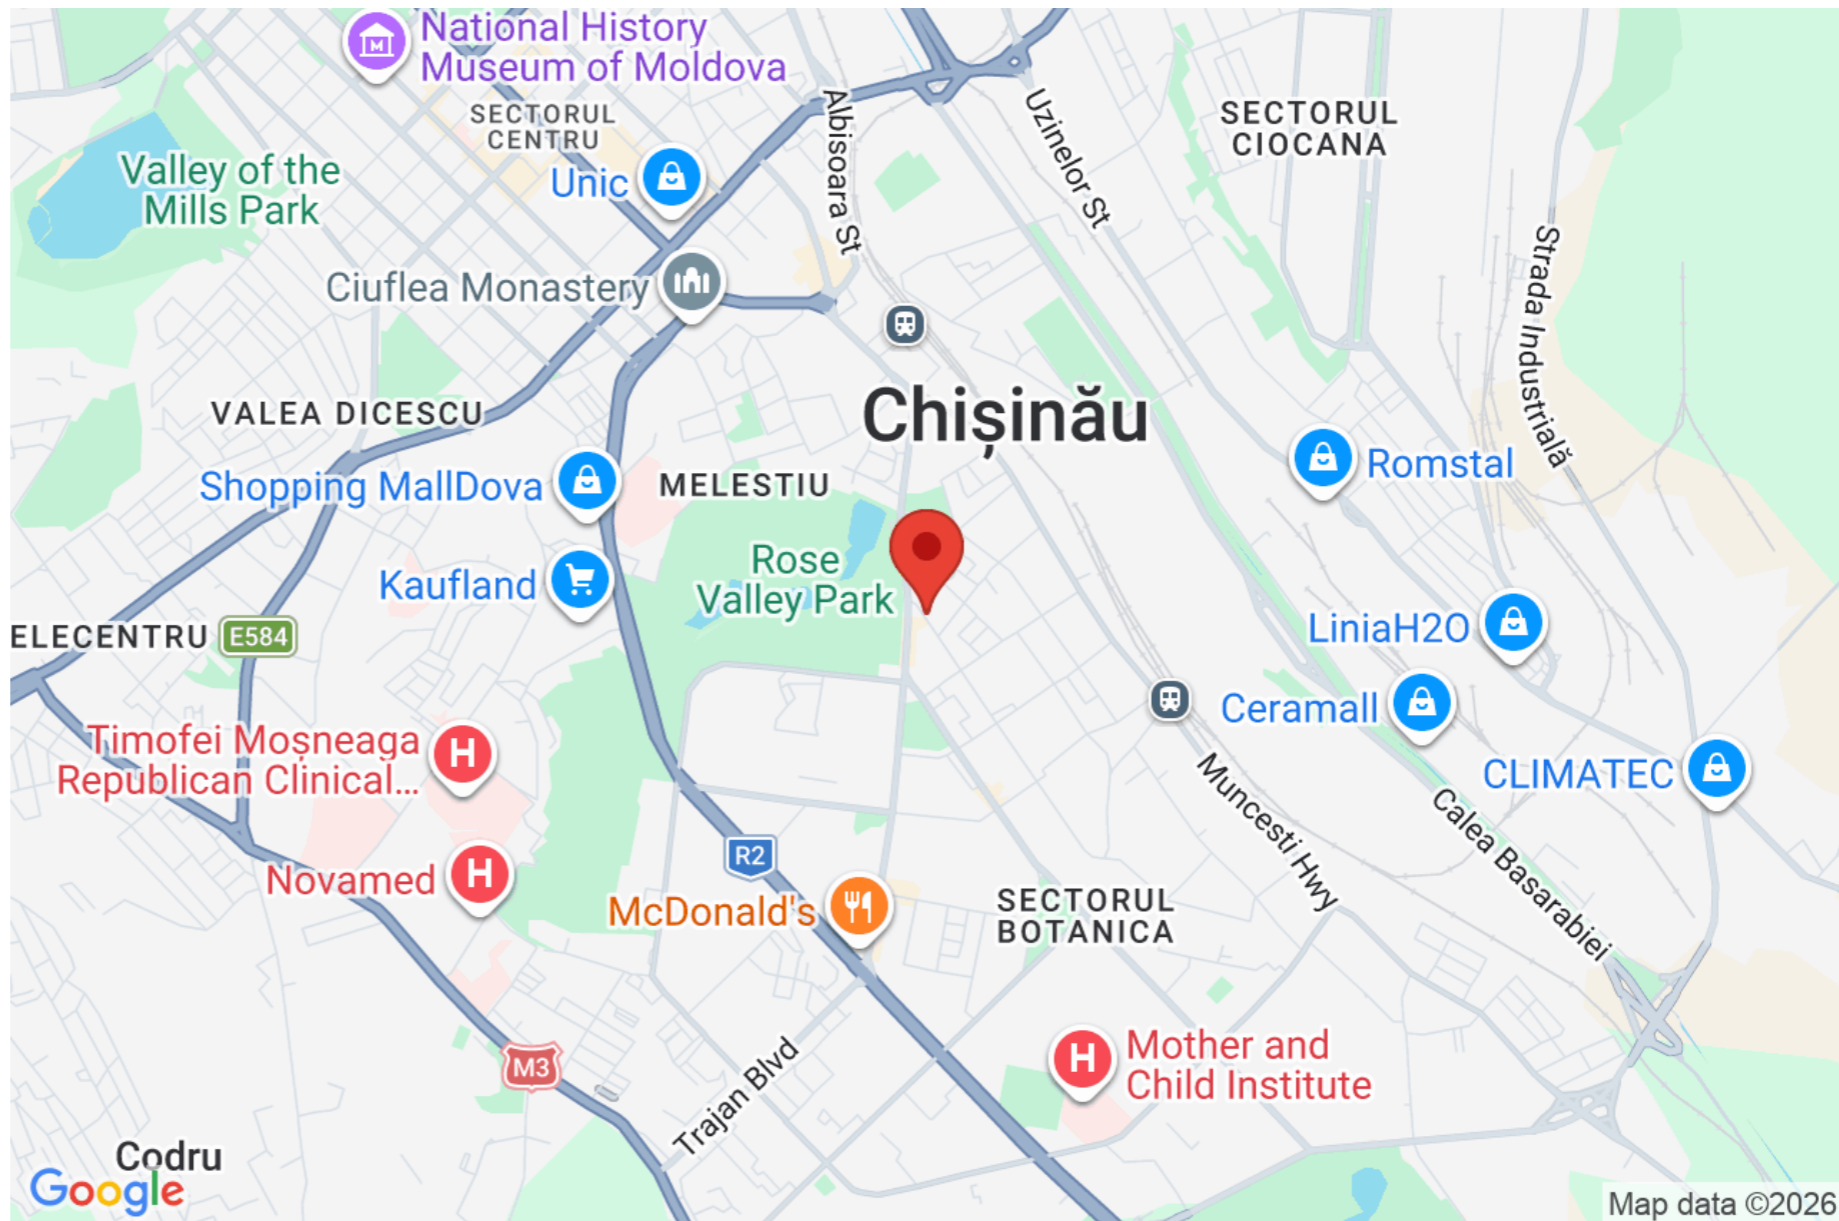 National History
Museum of Moldova
SECTORUL
CENTRU
Albisoara St
Uzinelor St
SECTORUL
CIOCANA
Valley of the
Mills Park
Unic
Strada Industrială
Ciuflea Monastery
Chișinău
VALEA DICESCU
Shopping MallDova
MELESTIU
Romstal
Rose
Valley Park
Kaufland
ELECENTRU
E584
LiniaH2O
Ceramall
Timofei Moșneaga
Republican Clinical...
CLIMATEC
Muncesti Hwy
Calea Basarabiei
R2
Novamed
McDonald's
SECTORUL
BOTANICA
M3
Trajan Blvd
Mother and
Child Institute
Codru
Google
Map data ©2026